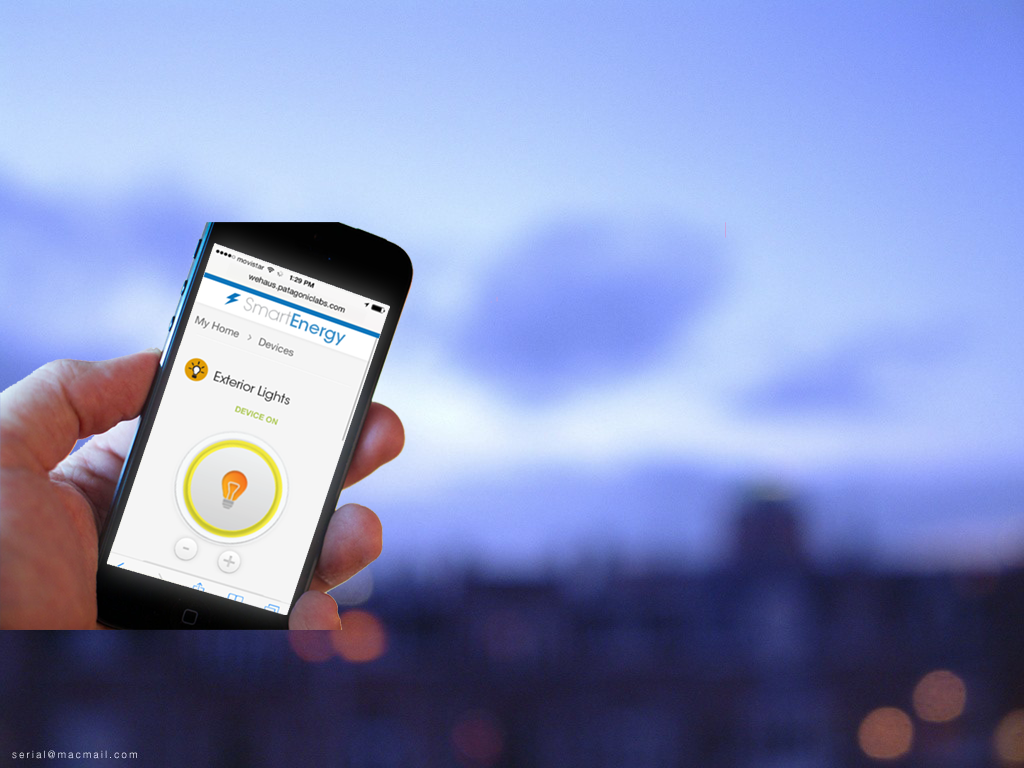 movistar 1:29 PM
wehaus.patagoniclabs.com
SmartEnergy
My Home > Devices
Exterior Lights
DEVICE ON
- +
serial@macmail.com